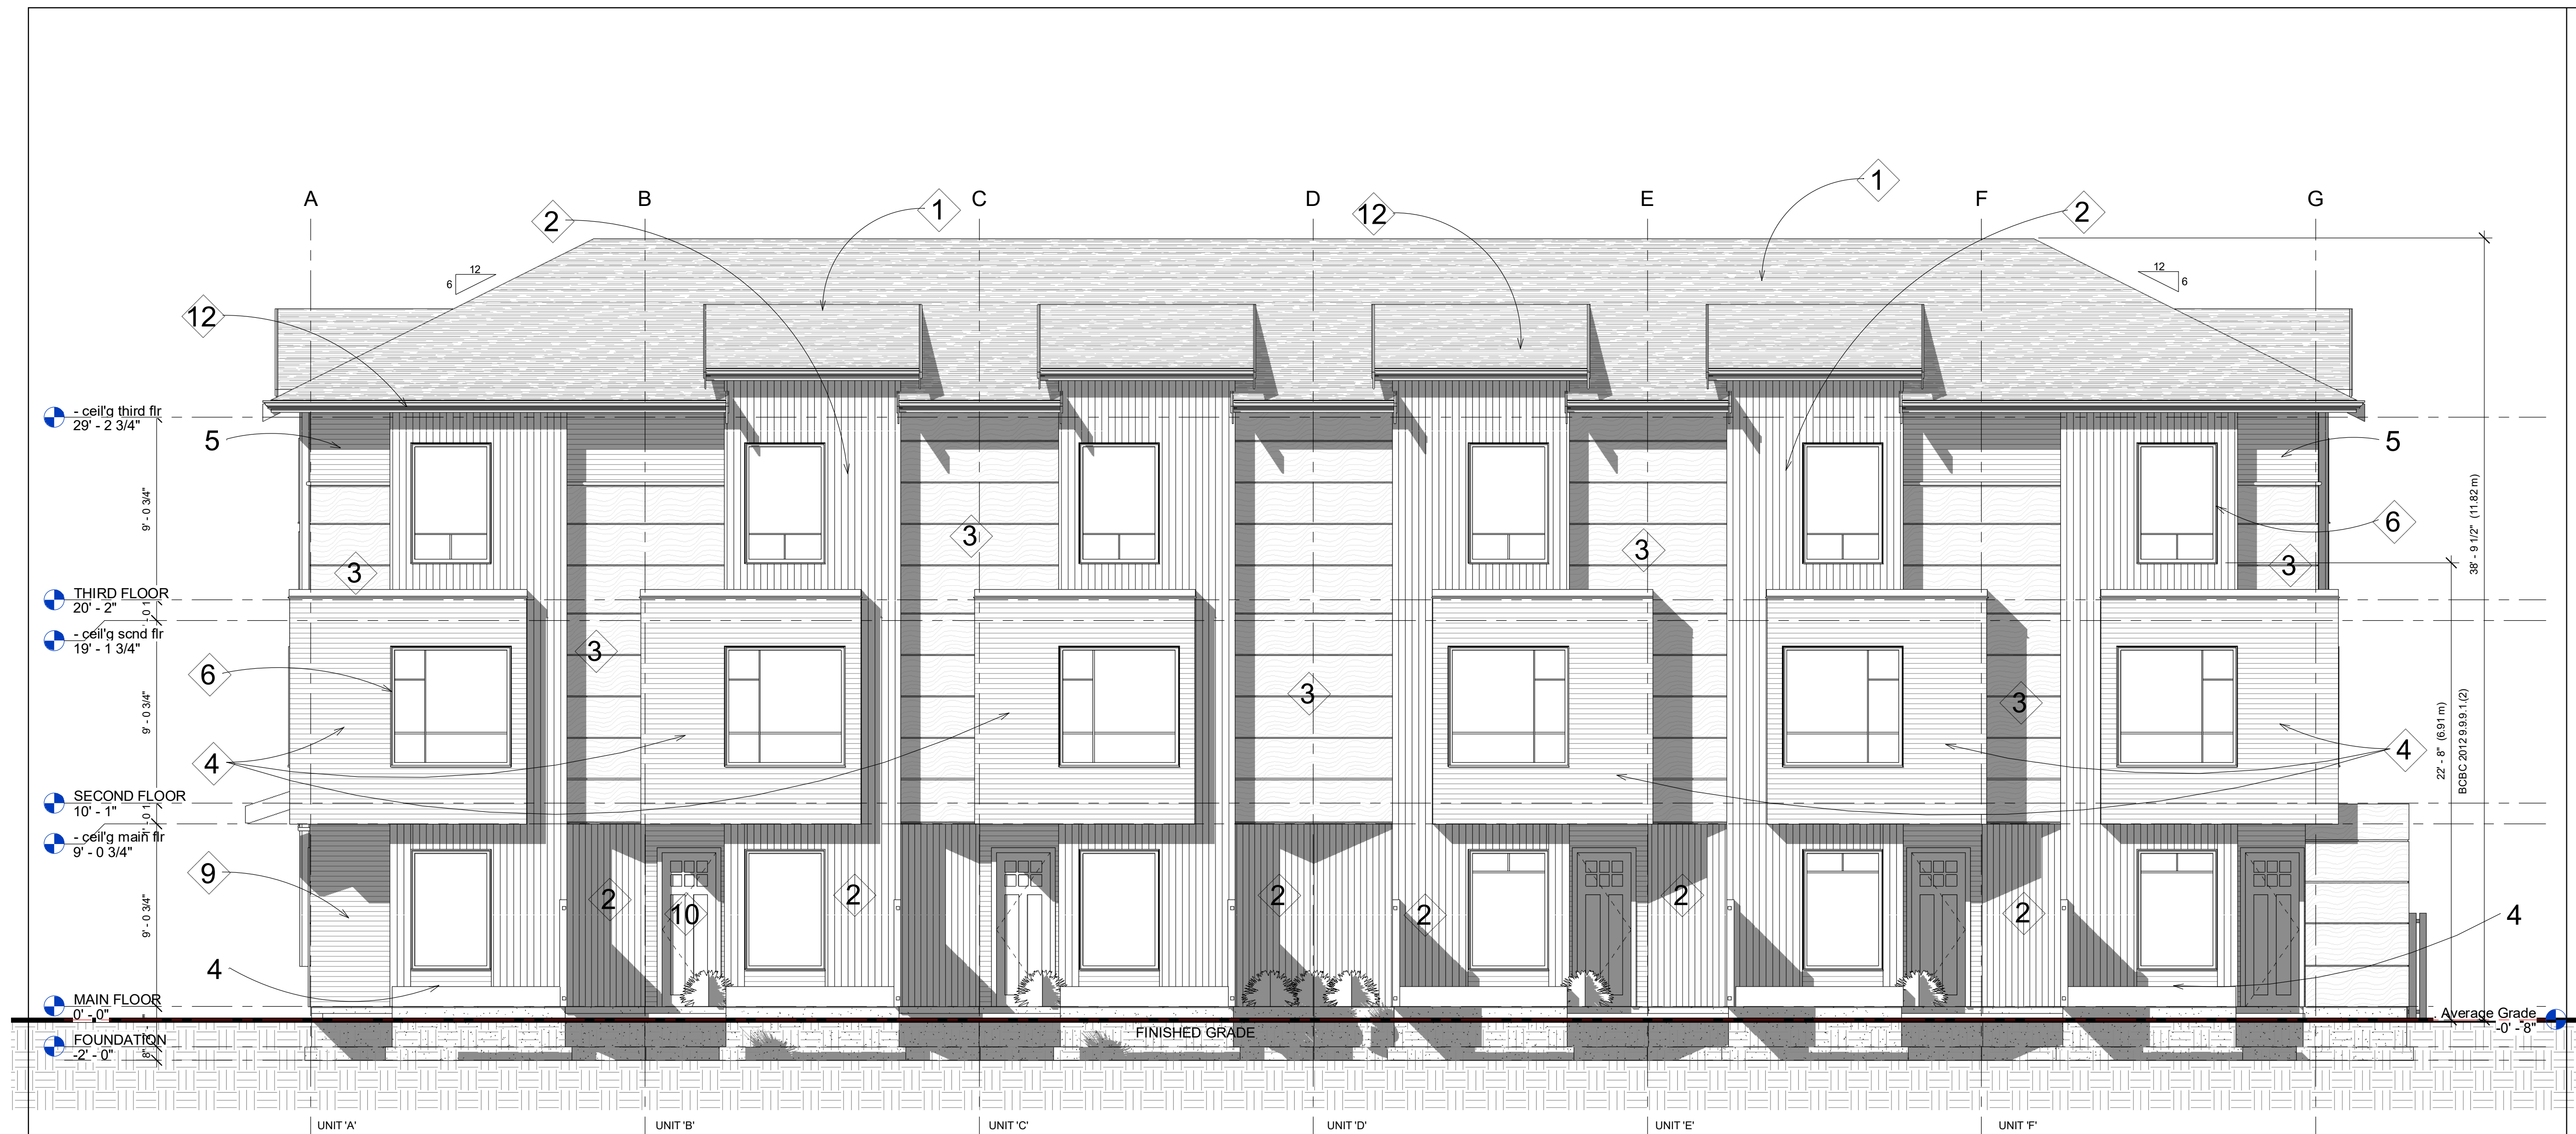 A
B
C
D
E
F
G
2
1
12
1
2
12
6
12
6
12
- ceil'g third flr
29' - 2 3/4"
5
5
9' - 0 3/4"
38' - 9 1/2" (11.82 m)
6
3
3
3
3
THIRD FLOOR
20' - 2"
- ceil'g scnd flr
19' - 1 3/4"
3
6
3
3
9' - 0 3/4"
22' - 8" (6.91 m)
BCBC 2012 9.9.9.1.(2)
4
4
SECOND FLOOR
10' - 1"
- ceil'g main flr
9' - 0 3/4"
9
9' - 0 3/4"
2
10
2
2
2
2
2
4
4
MAIN FLOOR
0' - 0"
FINISHED GRADE
Average Grade
-0' - 8"
FOUNDATION
-2' - 0"
UNIT 'A'
UNIT 'B'
UNIT 'C'
UNIT 'D'
UNIT 'E'
UNIT 'F'